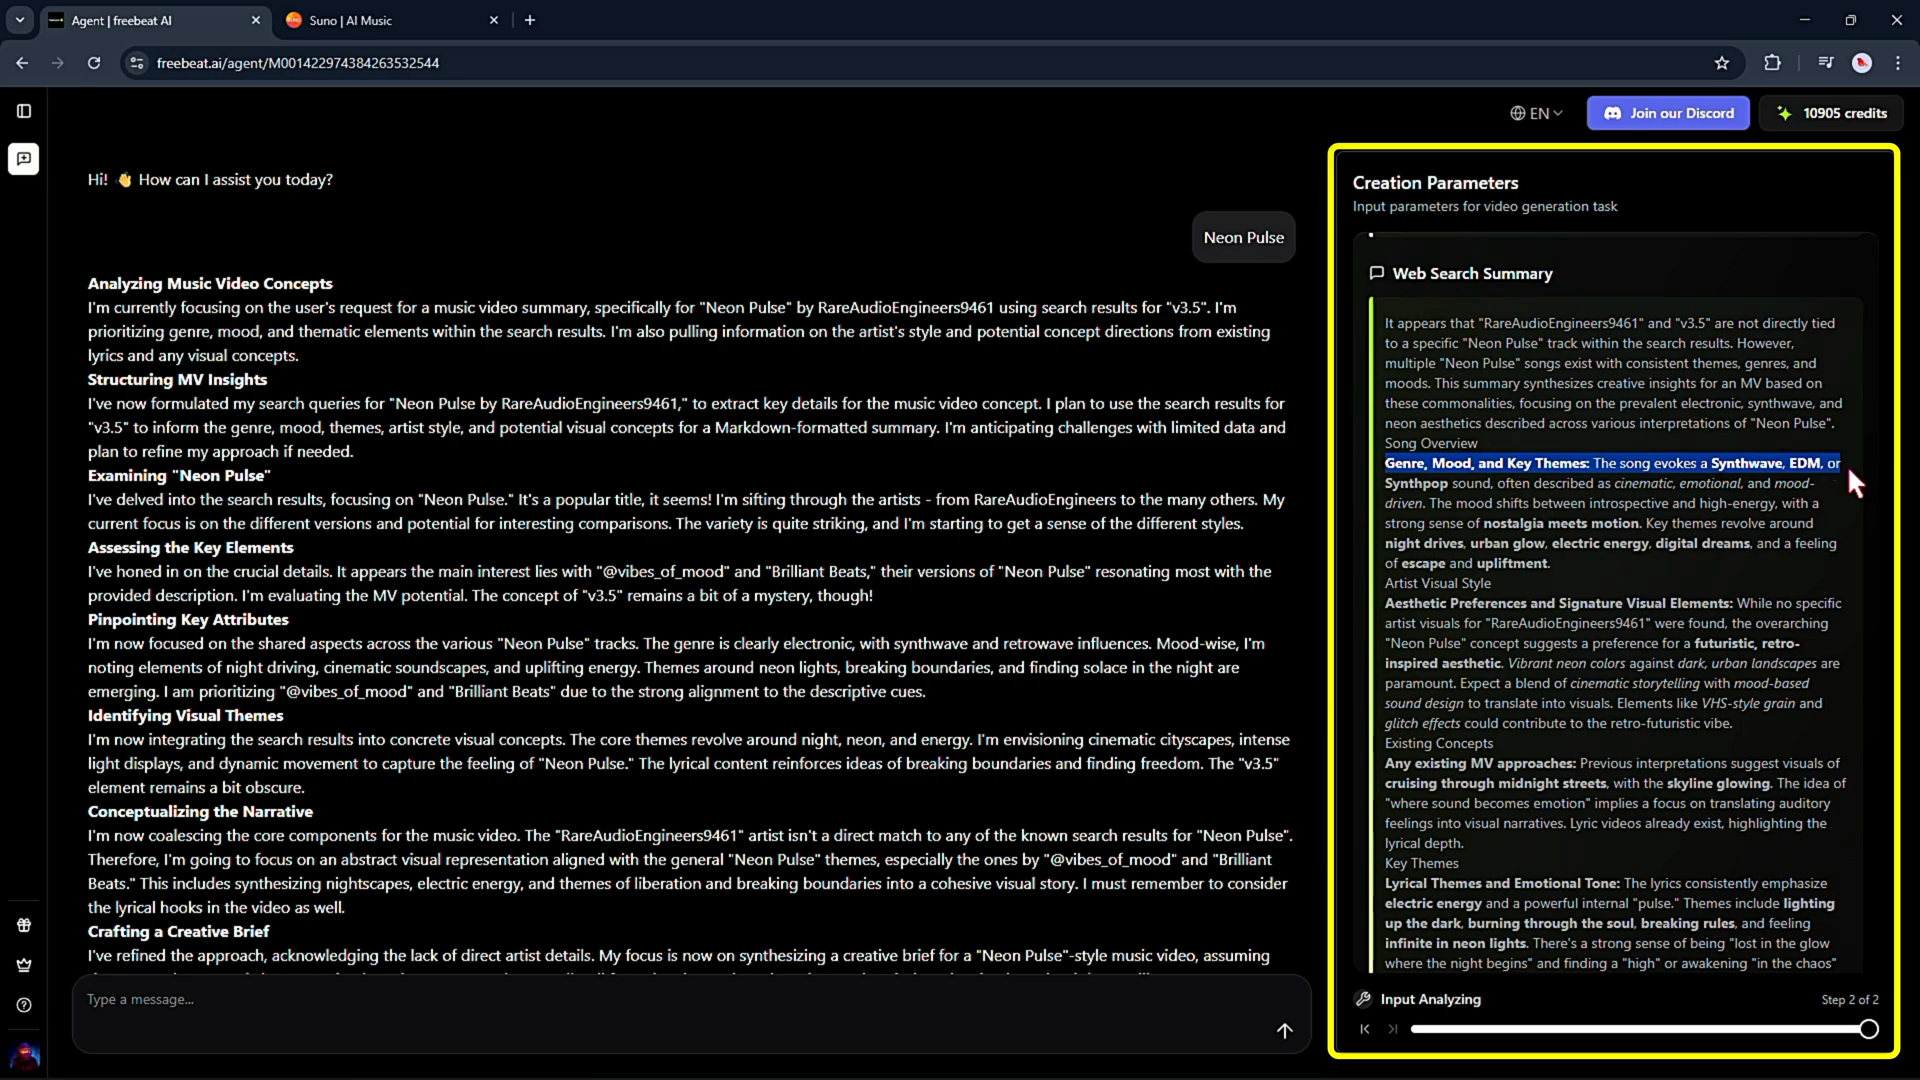 Agent | freebeat AI
Suno | AI Music
freebeat.ai/agent/M001422974384263532544
EN
Join our Discord
10905 credits
Hi! 👋 How can I assist you today?
Neon Pulse
Analyzing Music Video Concepts
I'm currently focusing on the user's request for a music video summary, specifically for "Neon Pulse" by RareAudioEngineers9461 using search results for "v3.5". I'm
prioritizing genre, mood, and thematic elements within the search results. I'm also pulling information on the artist's style and potential concept directions from existing
lyrics and any visual concepts.
Structuring MV Insights
I've now formulated my search queries for "Neon Pulse by RareAudioEngineers9461," to extract key details for the music video concept. I plan to use the search results for
"v3.5" to inform the genre, mood, themes, artist style, and potential visual concepts for a Markdown-formatted summary. I'm anticipating challenges with limited data and
plan to refine my approach if needed.
Examining "Neon Pulse"
I've delved into the search results, focusing on "Neon Pulse." It's a popular title, it seems! I'm sifting through the artists - from RareAudioEngineers to the many others. My
current focus is on the different versions and potential for interesting comparisons. The variety is quite striking, and I'm starting to get a sense of the different styles.
Assessing the Key Elements
I've honed in on the crucial details. It appears the main interest lies with "@vibes_of_mood" and "Brilliant Beats," their versions of "Neon Pulse" resonating most with the
provided description. I'm evaluating the MV potential. The concept of "v3.5" remains a bit of a mystery, though!
Pinpointing Key Attributes
I'm now focused on the shared aspects across the various "Neon Pulse" tracks. The genre is clearly electronic, with synthwave and retrowave influences. Mood-wise, I'm
noting elements of night driving, cinematic soundscapes, and uplifting energy. Themes around neon lights, breaking boundaries, and finding solace in the night are
emerging. I am prioritizing "@vibes_of_mood" and "Brilliant Beats" due to the strong alignment to the descriptive cues.
Identifying Visual Themes
I'm now integrating the search results into concrete visual concepts. The core themes revolve around night, neon, and energy. I'm envisioning cinematic cityscapes, intense
light displays, and dynamic movement to capture the feeling of "Neon Pulse." The lyrical content reinforces ideas of breaking boundaries and finding freedom. The "v3.5"
element remains a bit obscure.
Conceptualizing the Narrative
I'm now coalescing the core components for the music video. The "RareAudioEngineers9461" artist isn't a direct match to any of the known search results for "Neon Pulse".
Therefore, I'm going to focus on an abstract visual representation aligned with the general "Neon Pulse" themes, especially the ones by "@vibes_of_mood" and "Brilliant
Beats." This includes synthesizing nightscapes, electric energy, and themes of liberation and breaking boundaries into a cohesive visual story. I must remember to consider
the lyrical hooks in the video as well.
Crafting a Creative Brief
I've refined the approach, acknowledging the lack of direct artist details. My focus is now on synthesizing a creative brief for a "Neon Pulse"-style music video, assuming
Type a message...
Creation Parameters
Input parameters for video generation task
Web Search Summary
It appears that "RareAudioEngineers9461" and "v3.5" are not directly tied
to a specific "Neon Pulse" track within the search results. However,
multiple "Neon Pulse" songs exist with consistent themes, genres, and
moods. This summary synthesizes creative insights for an MV based on
these commonalities, focusing on the prevalent electronic, synthwave, and
neon aesthetics described across various interpretations of "Neon Pulse".
Song Overview
Genre, Mood, and Key Themes: The song evokes a Synthwave, EDM, or
Synthpop sound, often described as cinematic, emotional, and mood-
driven. The mood shifts between introspective and high-energy, with a
strong sense of nostalgia meets motion. Key themes revolve around
night drives, urban glow, electric energy, digital dreams, and a feeling
of escape and upliftment.
Artist Visual Style
Aesthetic Preferences and Signature Visual Elements: While no specific
artist visuals for "RareAudioEngineers9461" were found, the overarching
"Neon Pulse" concept suggests a preference for a futuristic, retro-
inspired aesthetic. Vibrant neon colors against dark, urban landscapes are
paramount. Expect a blend of cinematic storytelling with mood-based
sound design to translate into visuals. Elements like VHS-style grain and
glitch effects could contribute to the retro-futuristic vibe.
Existing Concepts
Any existing MV approaches: Previous interpretations suggest visuals of
cruising through midnight streets, with the skyline glowing. The idea of
"where sound becomes emotion" implies a focus on translating auditory
feelings into visual narratives. Lyric videos already exist, highlighting the
lyrical depth.
Key Themes
Lyrical Themes and Emotional Tone: The lyrics consistently emphasize
electric energy and a powerful internal "pulse." Themes include lighting
up the dark, burning through the soul, breaking rules, and feeling
infinite in neon lights. There's a strong sense of being "lost in the glow
where the night begins" and finding a "high" or awakening "in the chaos"
Input Analyzing
Step 2 of 2